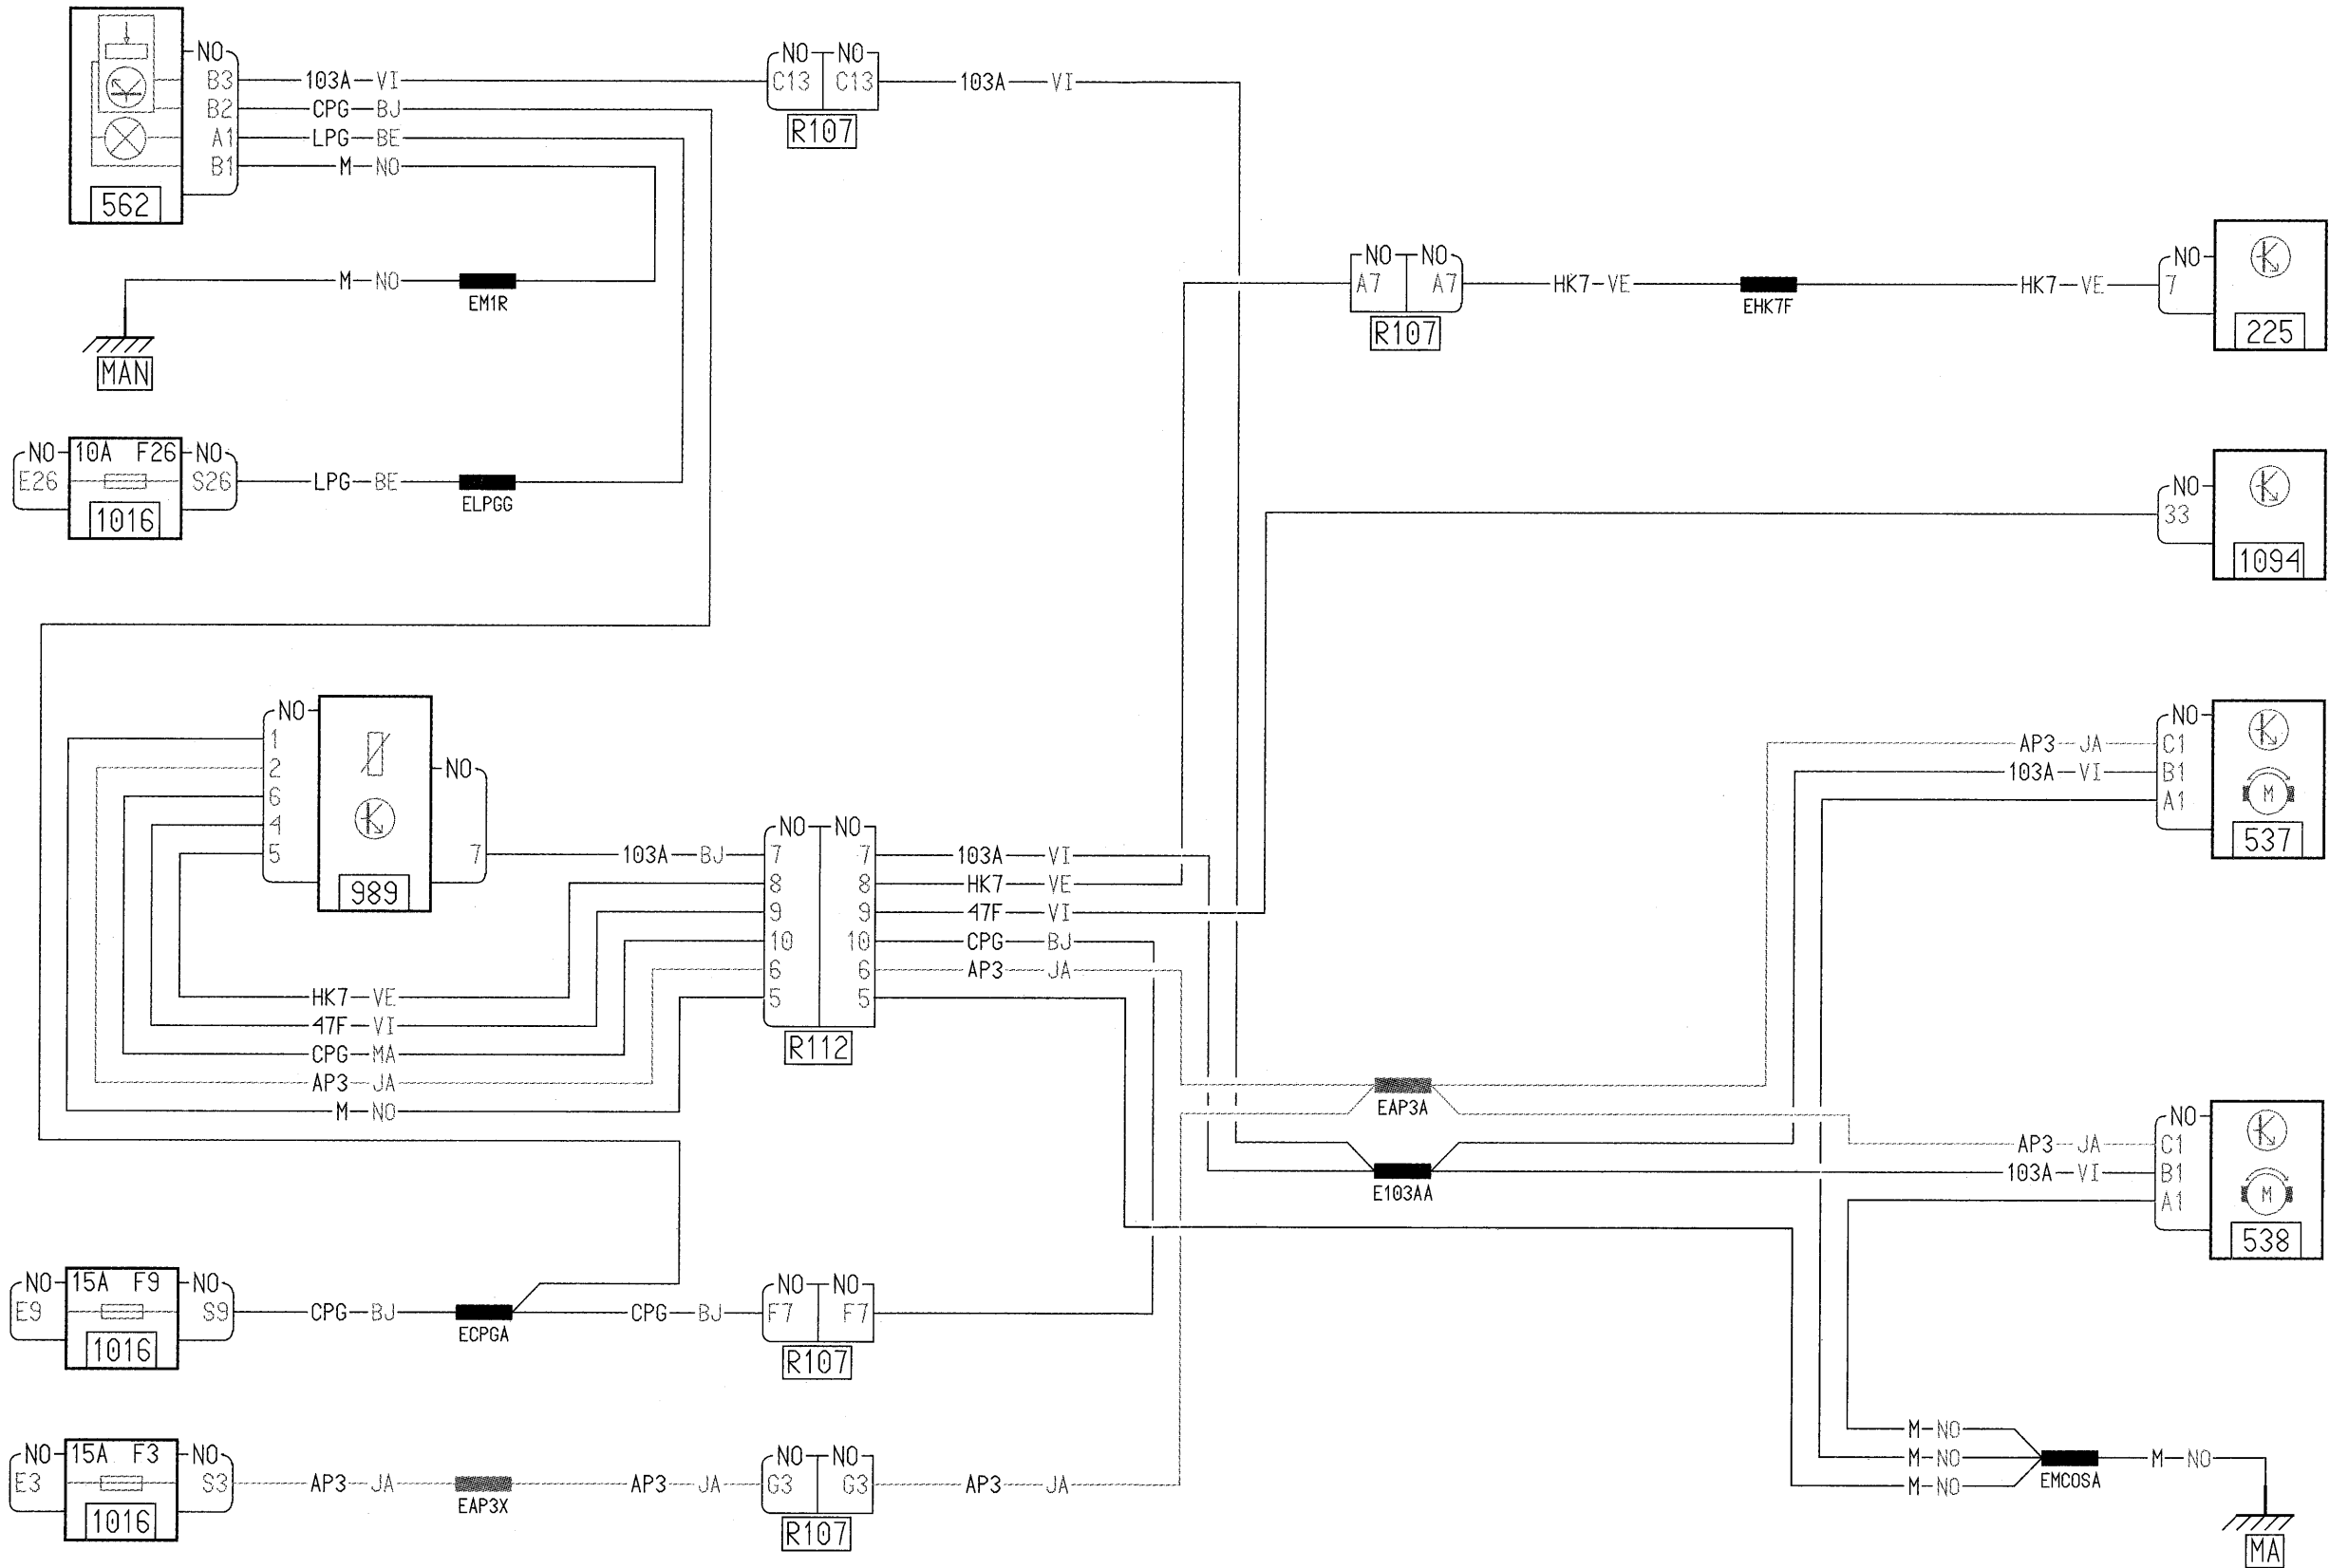 NO
B3 103A VI NO NO C13 C13 103A VI
B2 CPG BJ
A1 LPG BE R107
B1 M NO
562
NO NO
A7 A7 HK7 VE EHK7F HK7 VE NO 7
R107 225
M NO EM1R
MAN
NO 10A F26 NO
E26 S26 LPG BE ELPGG
1016
NO
33
1094
NO
1
2 NO
6
4
5 7 103A BJ
989
NO NO
7 7 103A VI
8 8 HK7 VE
9 9 47F VI
10 10 CPG BJ
6 6 AP3 JA
5 5
R112
HK7 VE
47F VI
CPG MA
AP3 JA
M NO
NO
AP3 JA C1
103A VI B1
A1 M
537
EAP3A
E103AA
NO
AP3 JA C1
103A VI B1
A1 M
538
NO 15A F9 NO
E9 S9 CPG BJ ECPGA CPG BJ NO NO F7 F7
1016 R107
NO 15A F3 NO
E3 S3 AP3 JA EAP3X AP3 JA NO NO G3 G3 AP3 JA
1016 R107
M NO
M NO EMCOSA M NO
M NO
MA